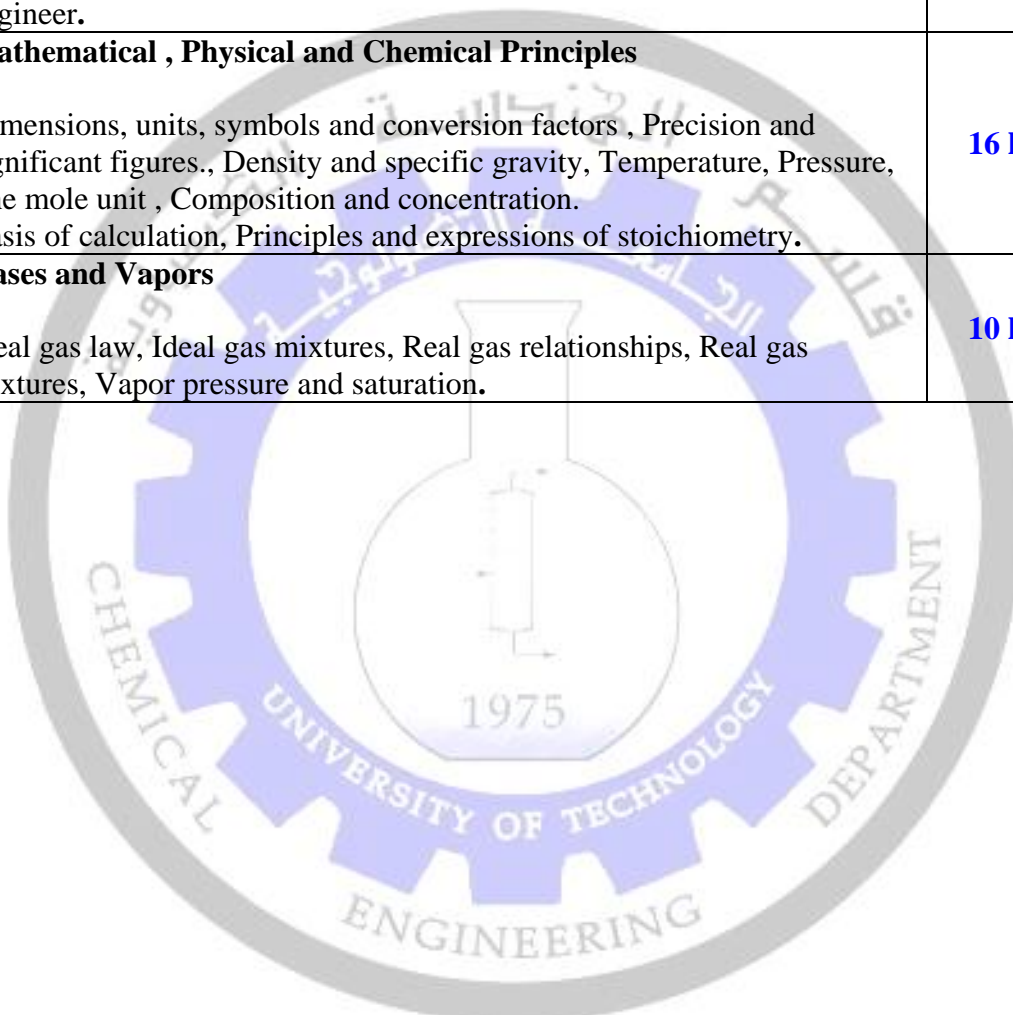 gineer.
athematical , Physical and Chemical Principles
mensions, units, symbols and conversion factors , Precision and
gnificant figures., Density and specific gravity, Temperature, Pressure,
e mole unit , Composition and concentration.
asis of calculation, Principles and expressions of stoichiometry.
16
ases and Vapors
eal gas law, Ideal gas mixtures, Real gas relationships, Real gas
xtures, Vapor pressure and saturation.
10
الجامعة التكنولوجية
1975
UNIVERSITY OF TECHNOLOGY
CHEMICAL ENGINEERING DEPARTMENT